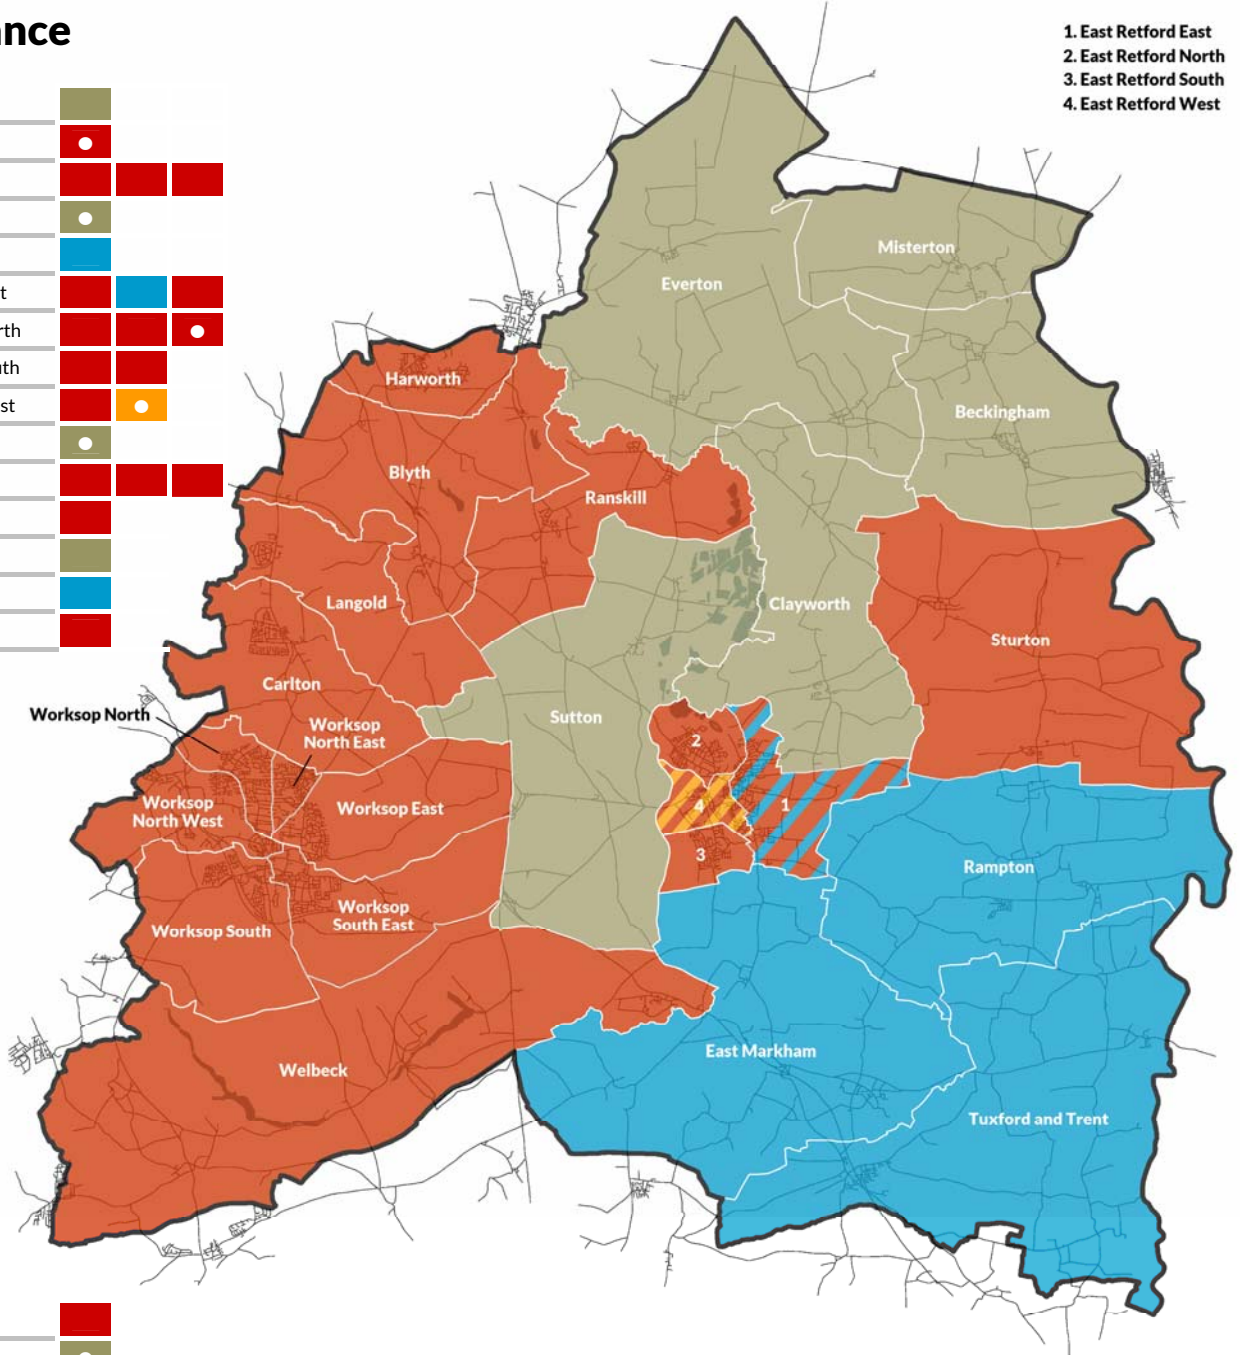 nce
t
rth
uth
st
1. East Retford East
2. East Retford North
3. East Retford South
4. East Retford West
Misterton
Everton
Harworth
Beckingham
Blyth
Ranskill
Langold
Clayworth
Sturton
Carlton
Worksop North
Sutton
Worksop
North East
2
Worksop
North West
Worksop East
4
1
3
Rampton
Worksop South
Worksop
South East
East Markham
Welbeck
Tuxford and Trent